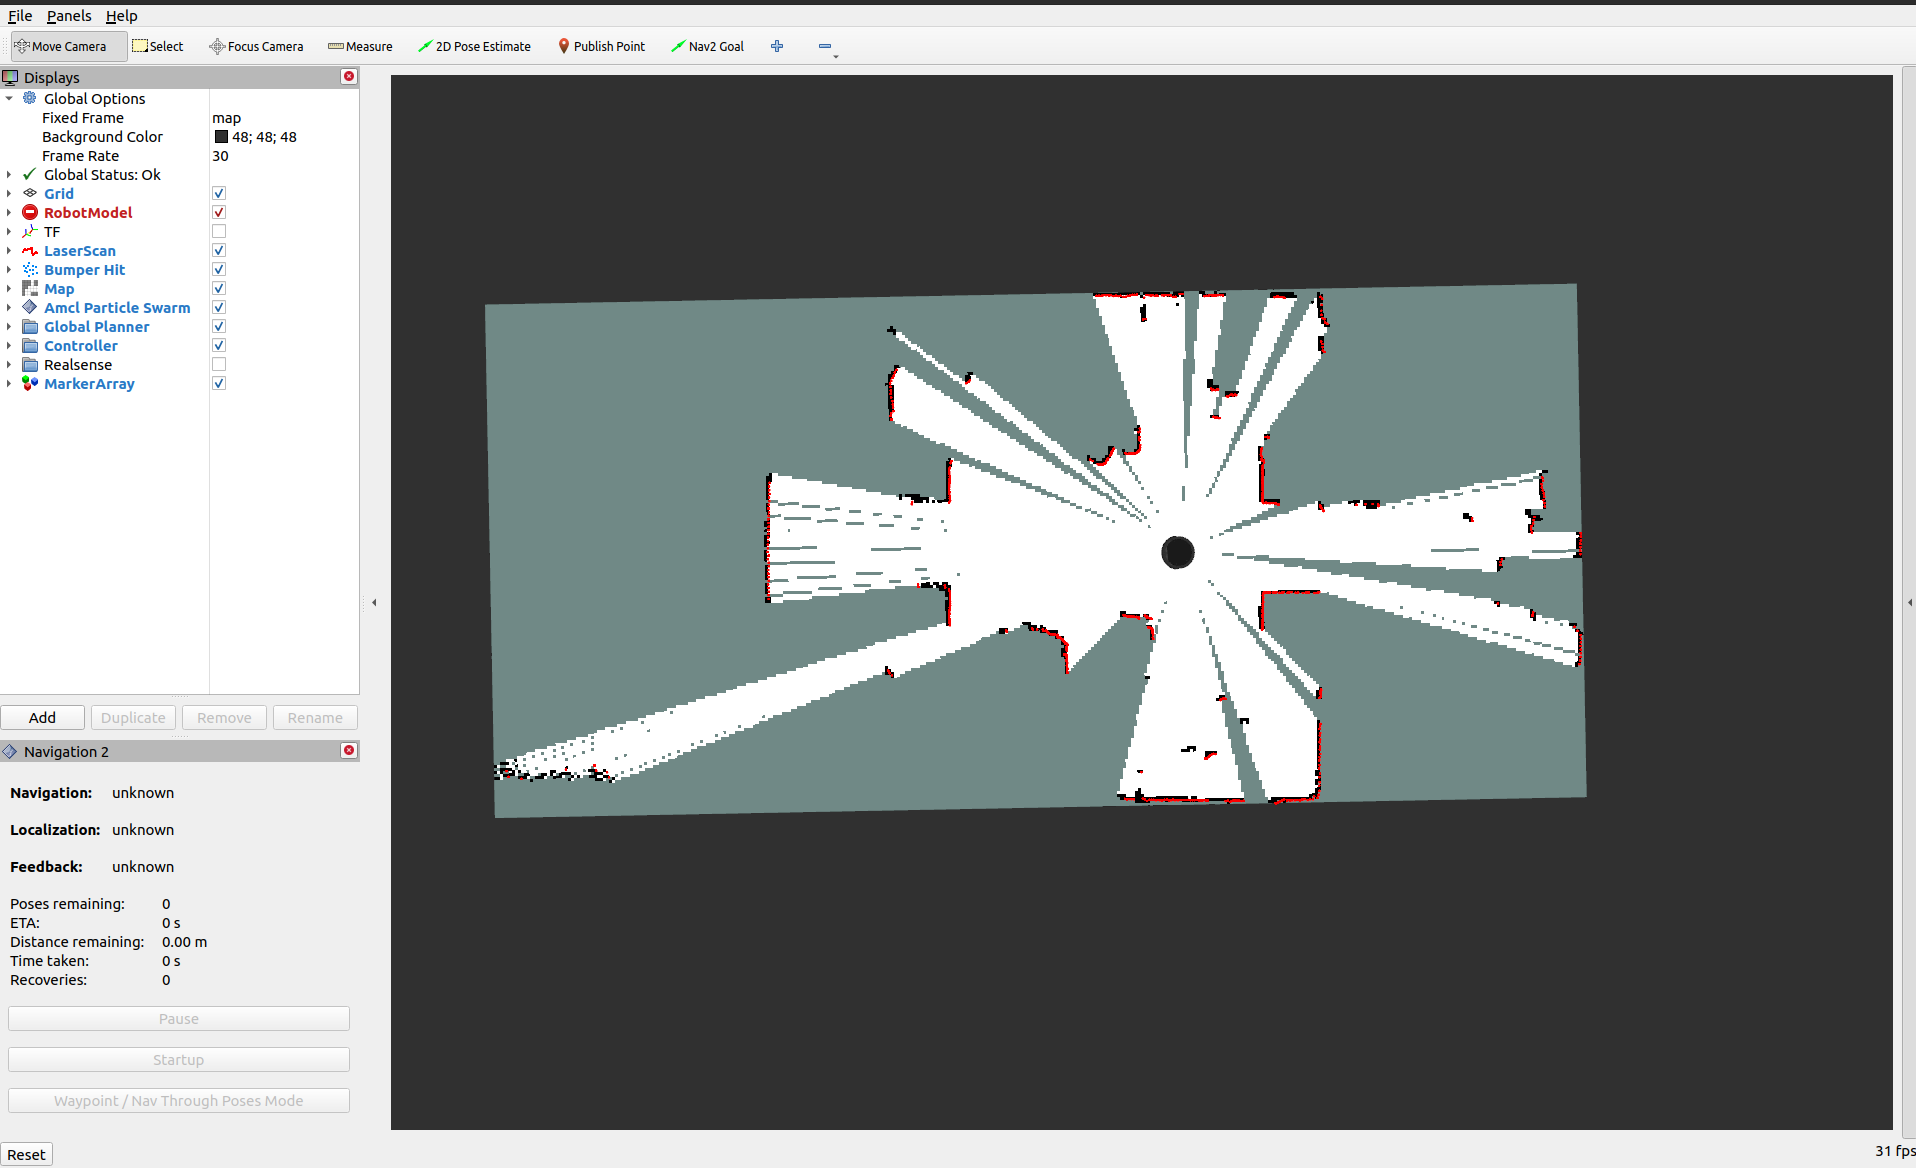 File Panels Help
Move Camera Select Focus Camera Measure 2D Pose Estimate Publish Point Nav2 Goal
Displays
Global Options
Fixed Frame map
Background Color 48; 48; 48
Frame Rate 30
Global Status: Ok
Grid
RobotModel
TF
LaserScan
Bumper Hit
Map
Amcl Particle Swarm
Global Planner
Controller
Realsense
MarkerArray
Add Duplicate Remove Rename
Navigation 2
Navigation: unknown
Localization: unknown
Feedback: unknown
Poses remaining: 0
ETA: 0 s
Distance remaining: 0.00 m
Time taken: 0 s
Recoveries: 0
Pause
Startup
Waypoint / Nav Through Poses Mode
Reset 31 fps